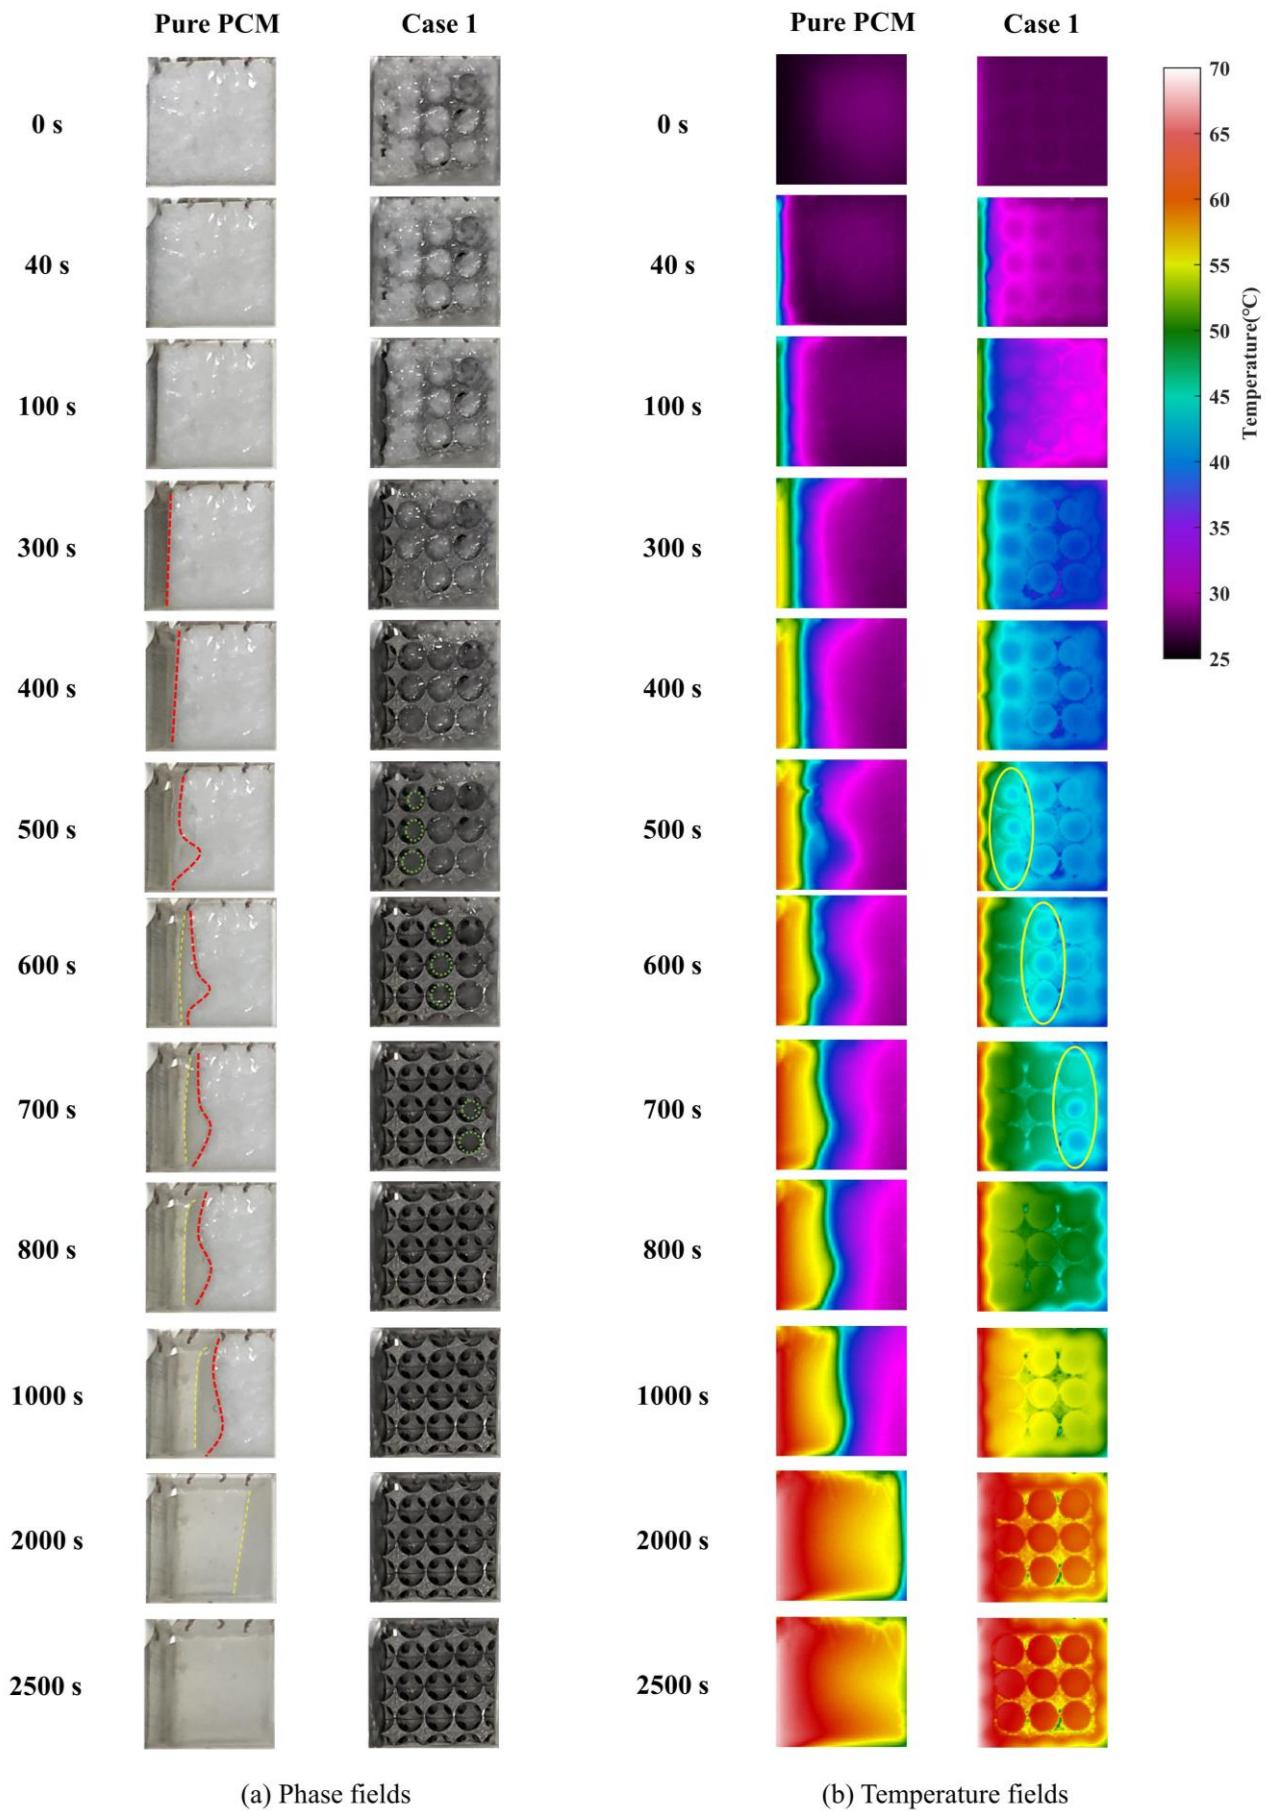 Pure PCM Case 1 Pure PCM Case 1
0 s 0 s
40 s 40 s
100 s 100 s
300 s 300 s
400 s 400 s
500 s 500 s
600 s 600 s
700 s 700 s
800 s 800 s
1000 s 1000 s
2000 s 2000 s
2500 s 2500 s
70
65
60
55
50
45
40
35
30
25
Temperature(°C)
(a) Phase fields (b) Temperature fields